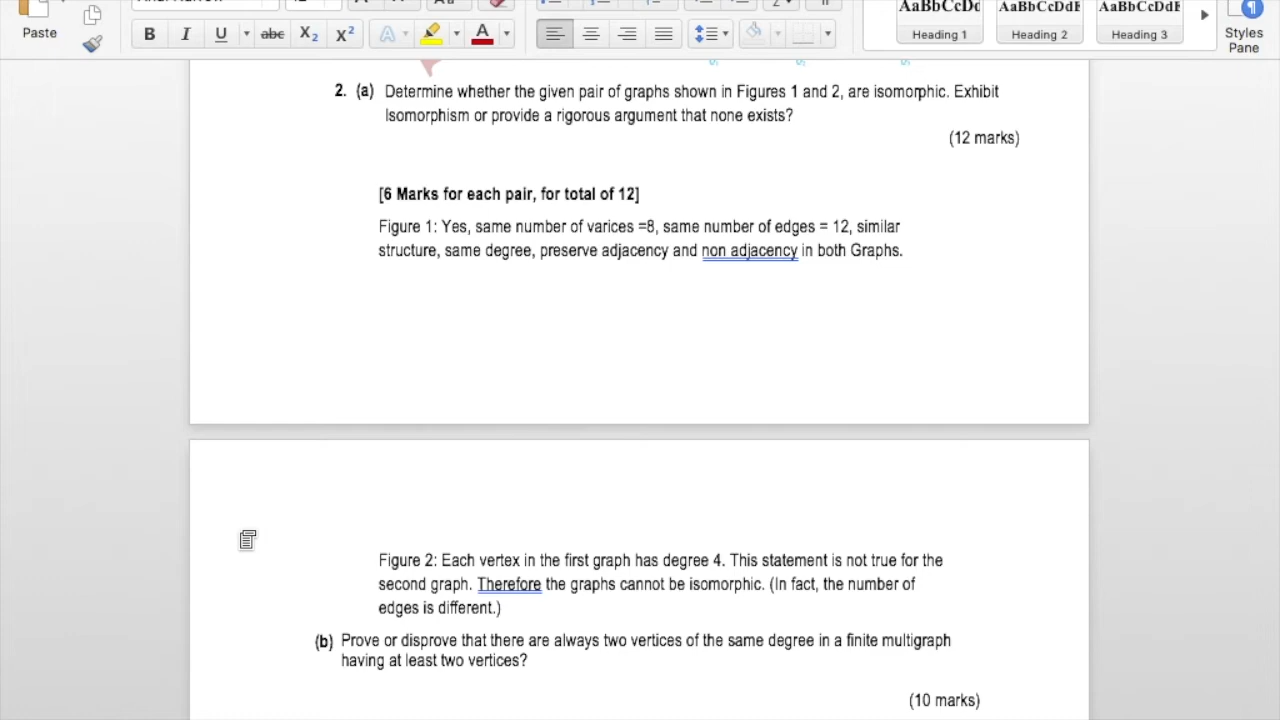 Paste
B I U abc X₂ X² A A
AaBbCcDd AaBbCcDdE AaBbCcDdE
Heading 1 Heading 2 Heading 3
Styles
Pane
2. (a) Determine whether the given pair of graphs shown in Figures 1 and 2, are isomorphic. Exhibit
Isomorphism or provide a rigorous argument that none exists?
(12 marks)
[6 Marks for each pair, for total of 12]
Figure 1: Yes, same number of varices =8, same number of edges = 12, similar
structure, same degree, preserve adjacency and non adjacency in both Graphs.
Figure 2: Each vertex in the first graph has degree 4. This statement is not true for the
second graph. Therefore the graphs cannot be isomorphic. (In fact, the number of
edges is different.)
(b) Prove or disprove that there are always two vertices of the same degree in a finite multigraph
having at least two vertices?
(10 marks)